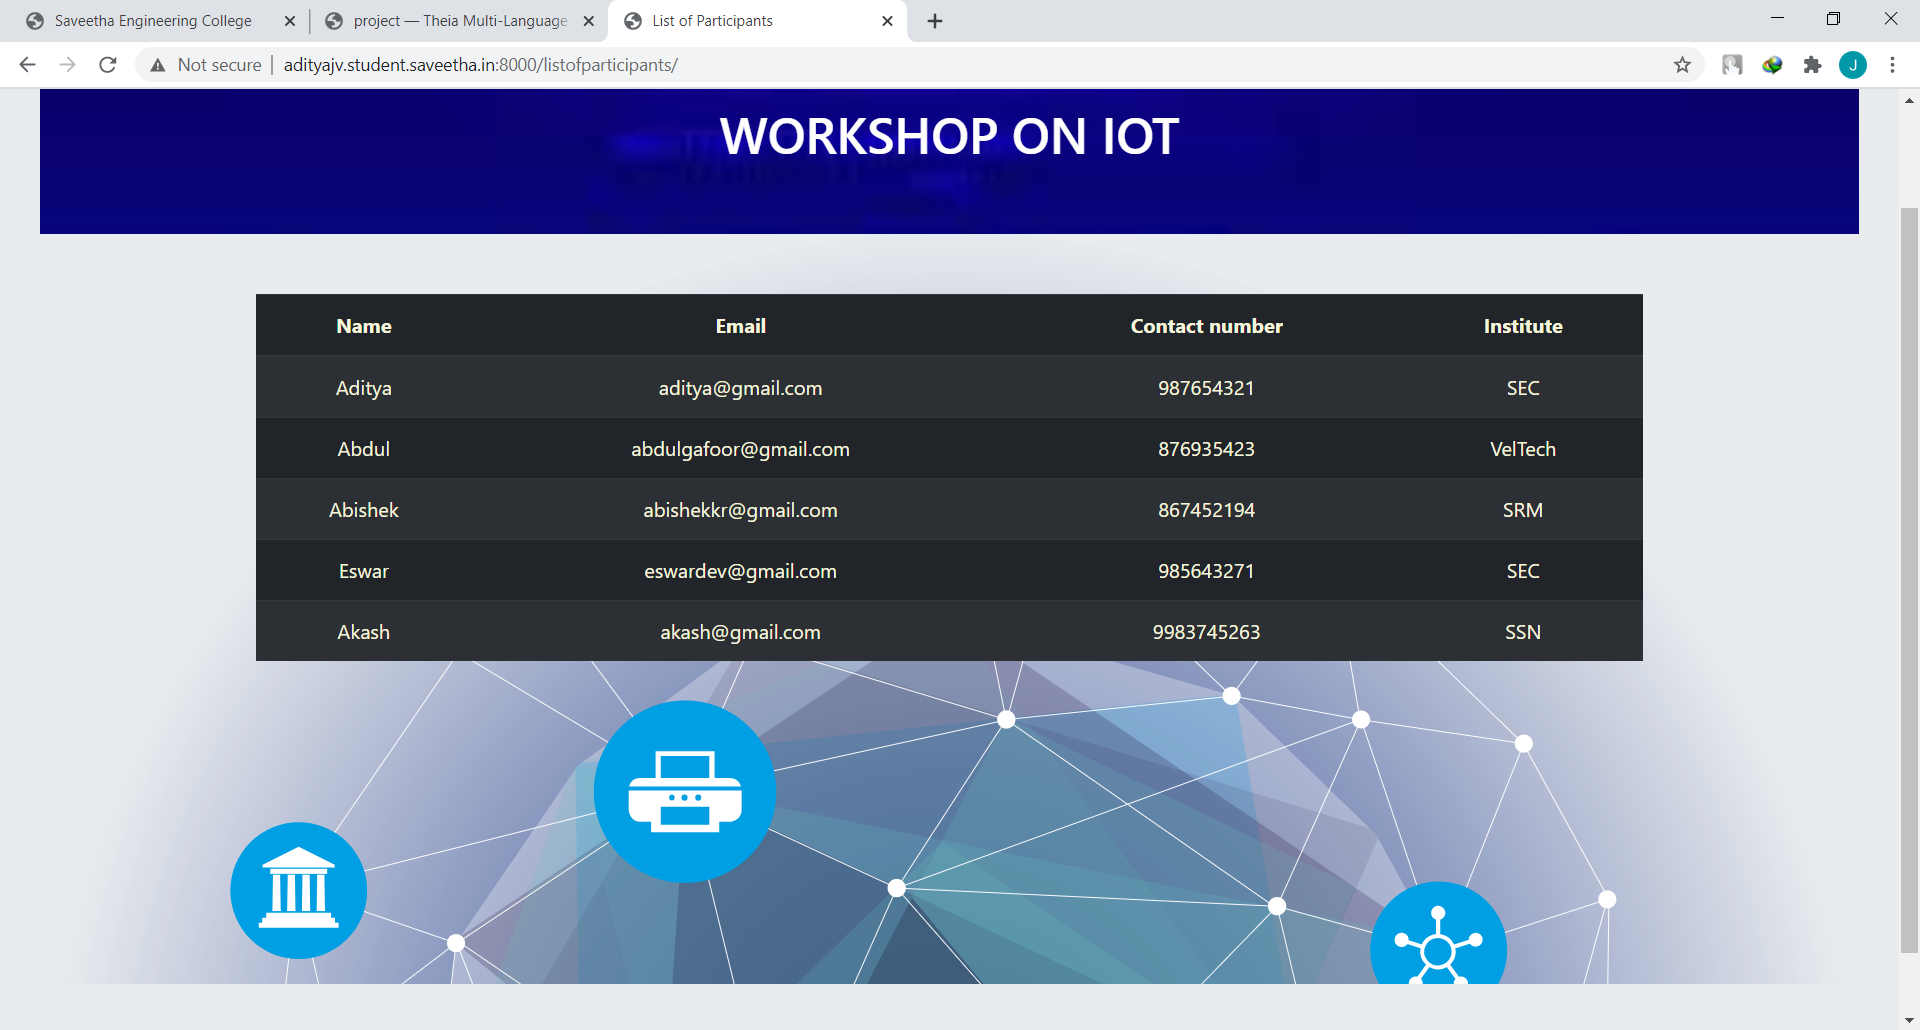 Saveetha Engineering College
project — Theia Multi-Language
List of Participants
Not secure
adityajv.student.saveetha.in:8000/listofparticipants/
J
WORKSHOP ON IOT
Name Email Contact number Institute
Aditya aditya@gmail.com 987654321 SEC
Abdul abdulgafoor@gmail.com 876935423 VelTech
Abishek abishekkr@gmail.com 867452194 SRM
Eswar eswardev@gmail.com 985643271 SEC
Akash akash@gmail.com 9983745263 SSN